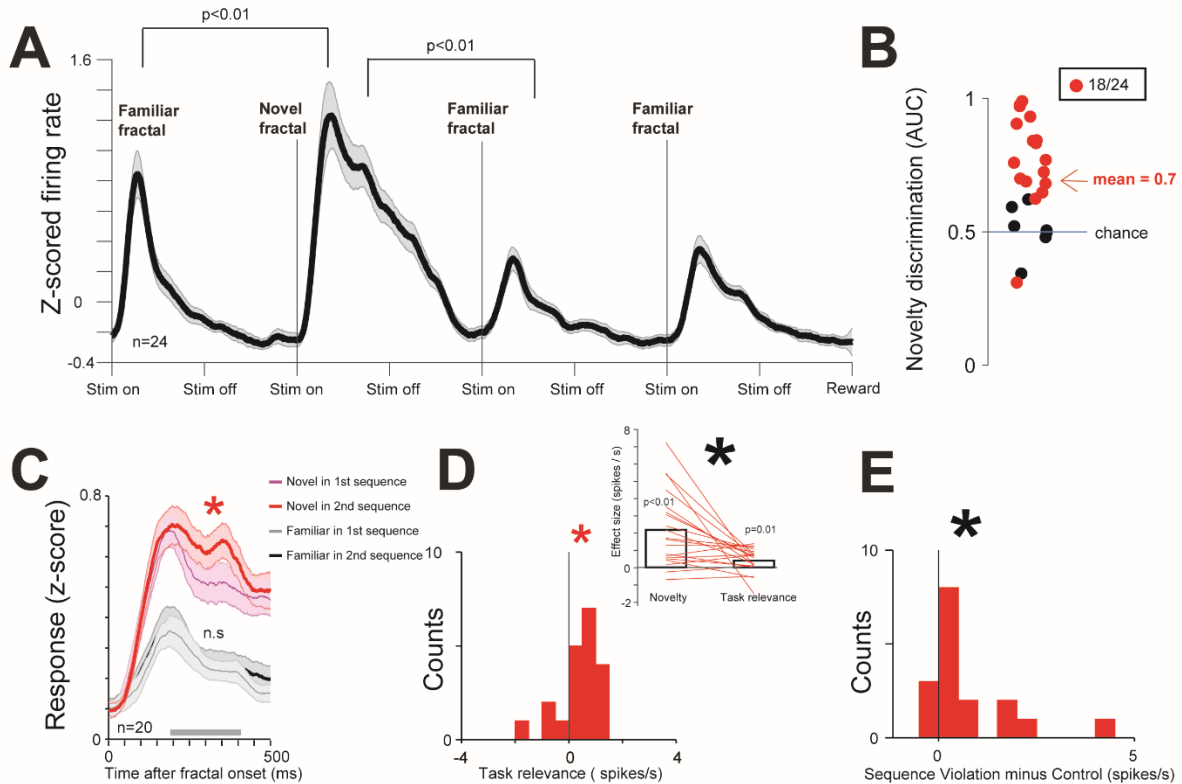 A
p<0.01
p<0.01
1.6
0
-0.4
Z-scored firing rate
Familiar
fractal
Novel
fractal
Familiar
fractal
Familiar
fractal
n=24
Stim on
Stim off
Stim on
Stim off
Stim on
Stim off
Stim on
Stim off
Reward
B
18/24
1
0.5
0
Novelty discrimination (AUC)
mean = 0.7
chance
C
Novel in 1st sequence
Novel in 2nd sequence
Familiar in 1st sequence
Familiar in 2nd sequence
0.8
0
Response (z-score)
*
n.s
n=20
0
500
Time after fractal onset (ms)
D
10
0
Counts
*
-4
0
4
Task relevance ( spikes/s)
8
6
4
2
0
-2
Effect size (spikes / s)
*
p<0.01
p=0.01
Novelty
Task relevance
E
*
10
0
Counts
0
5
Sequence Violation minus Control (spikes/s)